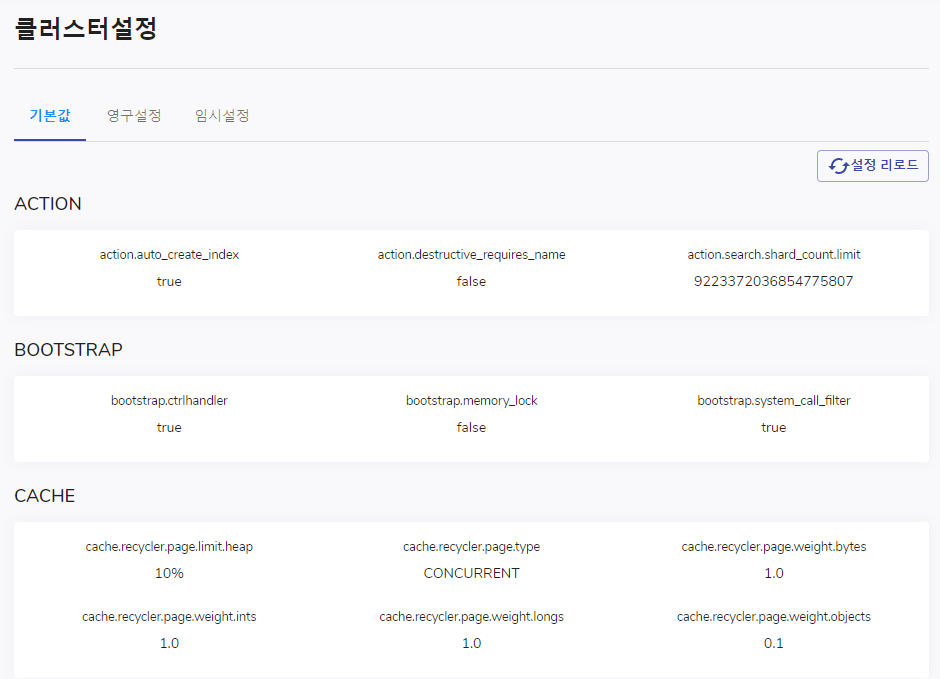 클러스터설정
기본값 영구설정 임시설정
설정 리로드
ACTION
action.auto_create_index action.destructive_requires_name action.search.shard_count.limit
true false 9223372036854775807
BOOTSTRAP
bootstrap.ctrlhandler bootstrap.memory_lock bootstrap.system_call_filter
true false true
CACHE
cache.recycler.page.limit.heap cache.recycler.page.type cache.recycler.page.weight.bytes
10% CONCURRENT 1.0
cache.recycler.page.weight.ints cache.recycler.page.weight.longs cache.recycler.page.weight.objects
1.0 1.0 0.1